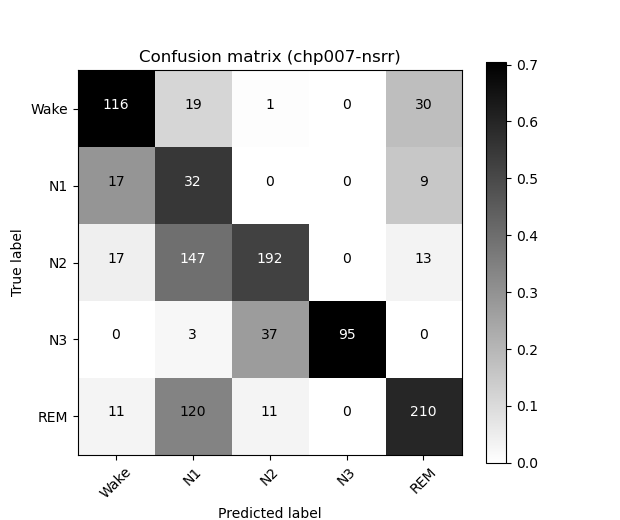 Confusion matrix (chp007-nsrr)
True label
Wake 116 19 1 0 30
N1 17 32 0 0 9
N2 17 147 192 0 13
N3 0 3 37 95 0
REM 11 120 11 0 210
Wake N1 N2 N3 REM
Predicted label
0.7
0.6
0.5
0.4
0.3
0.2
0.1
0.0